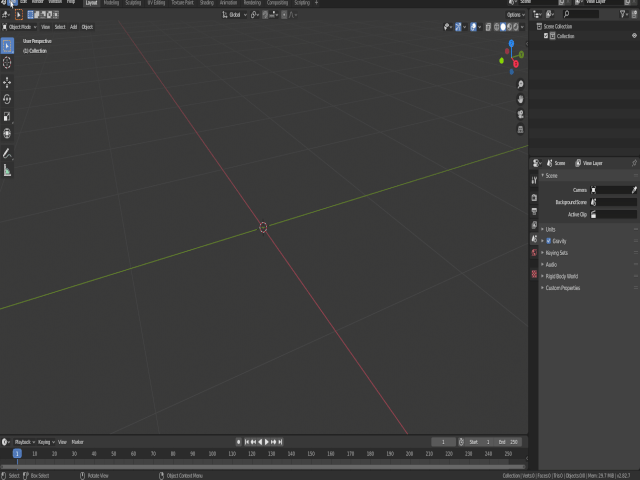 Edit Render Window Help Layout Modeling Sculpting UV Editing Texture Paint Shading Animation Rendering Compositing Scripting + Scene View Layer
Global Options
Object Mode View Select Add Object
User Perspective
(1) Collection
Scene Collection
Collection
Scene View Layer
Scene
Camera
Background Scene
Active Clip
Units
Gravity
Keying Sets
Audio
Rigid Body World
Custom Properties
Playback Keying View Marker 1 Start 1 End 250
1 10 20 30 40 50 60 70 80 90 100 110 120 130 140 150 160 170 180 190 200 210 220 230 240 250
Select Box Select Rotate View Object Context Menu Collection | Verts:0 | Faces:0 | Tris:0 | Objects:0/0 | Mem: 29.7 MiB | v2.82.7